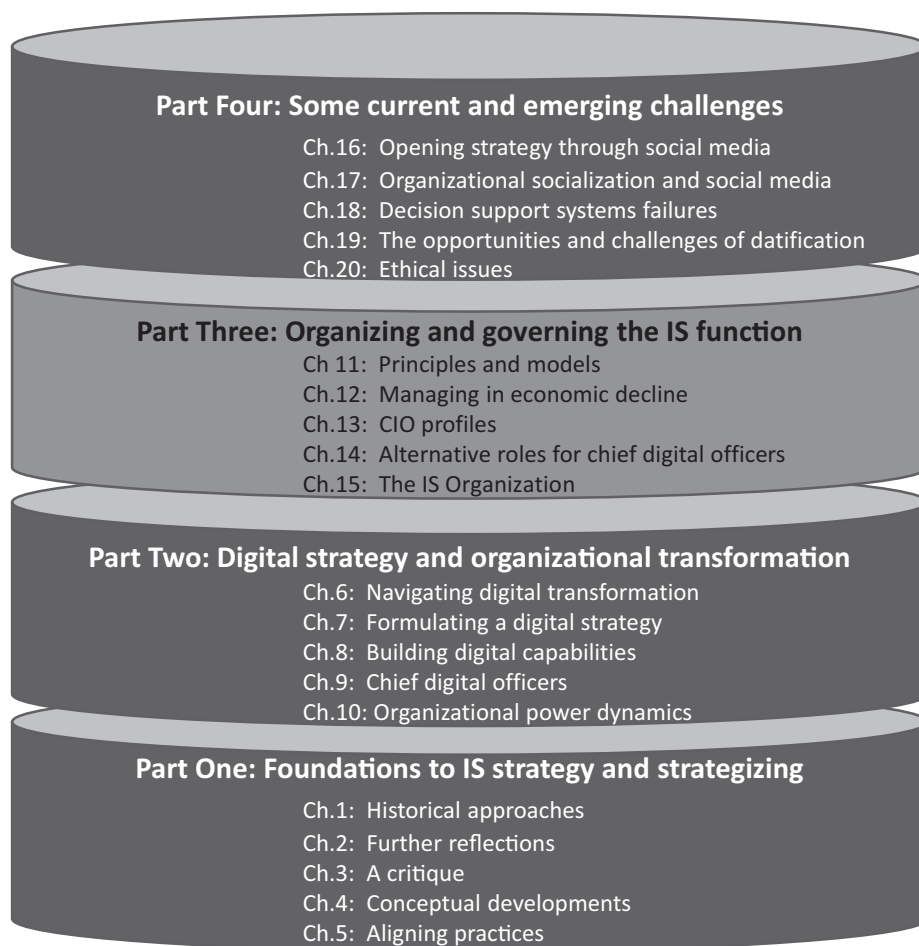 Part Four: Some current and emerging challenges
Ch.16: Opening strategy through social media
Ch.17: Organizational socialization and social media
Ch.18: Decision support systems failures
Ch.19: The opportunities and challenges of datification
Ch.20: Ethical issues
Part Three: Organizing and governing the IS function
Ch 11: Principles and models
Ch.12: Managing in economic decline
Ch.13: CIO profiles
Ch.14: Alternative roles for chief digital officers
Ch.15: The IS Organization
Part Two: Digital strategy and organizational transformation
Ch.6: Navigating digital transformation
Ch.7: Formulating a digital strategy
Ch.8: Building digital capabilities
Ch.9: Chief digital officers
Ch.10: Organizational power dynamics
Part One: Foundations to IS strategy and strategizing
Ch.1: Historical approaches
Ch.2: Further reflections
Ch.3: A critique
Ch.4: Conceptual developments
Ch.5: Aligning practices